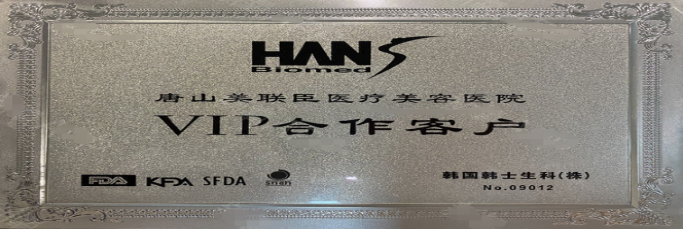 HANS
Biomed
唐山美联臣医疗美容医院
VIP合作客户
FDA KFDA SFDA
韩国韩士生科(株)
No.09012